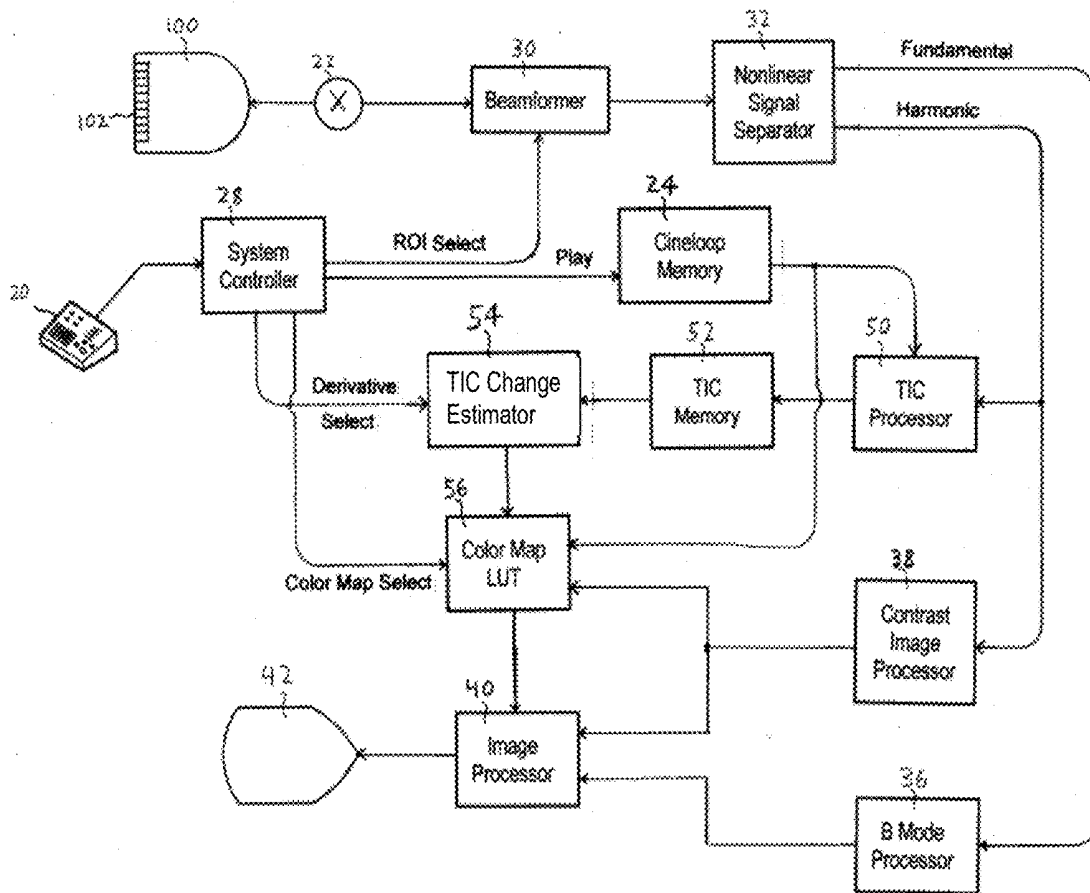 100
102
22
X
30
Beamformer
32
Nonlinear
Signal
Separator
Fundamental
Harmonic
28
System
Controller
ROI Select
Play
24
Cineloop
Memory
20
54
TIC Change
Estimator
52
TIC
Memory
50
TIC
Processor
Derivative
Select
56
Color Map
LUT
Color Map Select
38
Contrast
Image
Processor
42
40
Image
Processor
36
B Mode
Processor